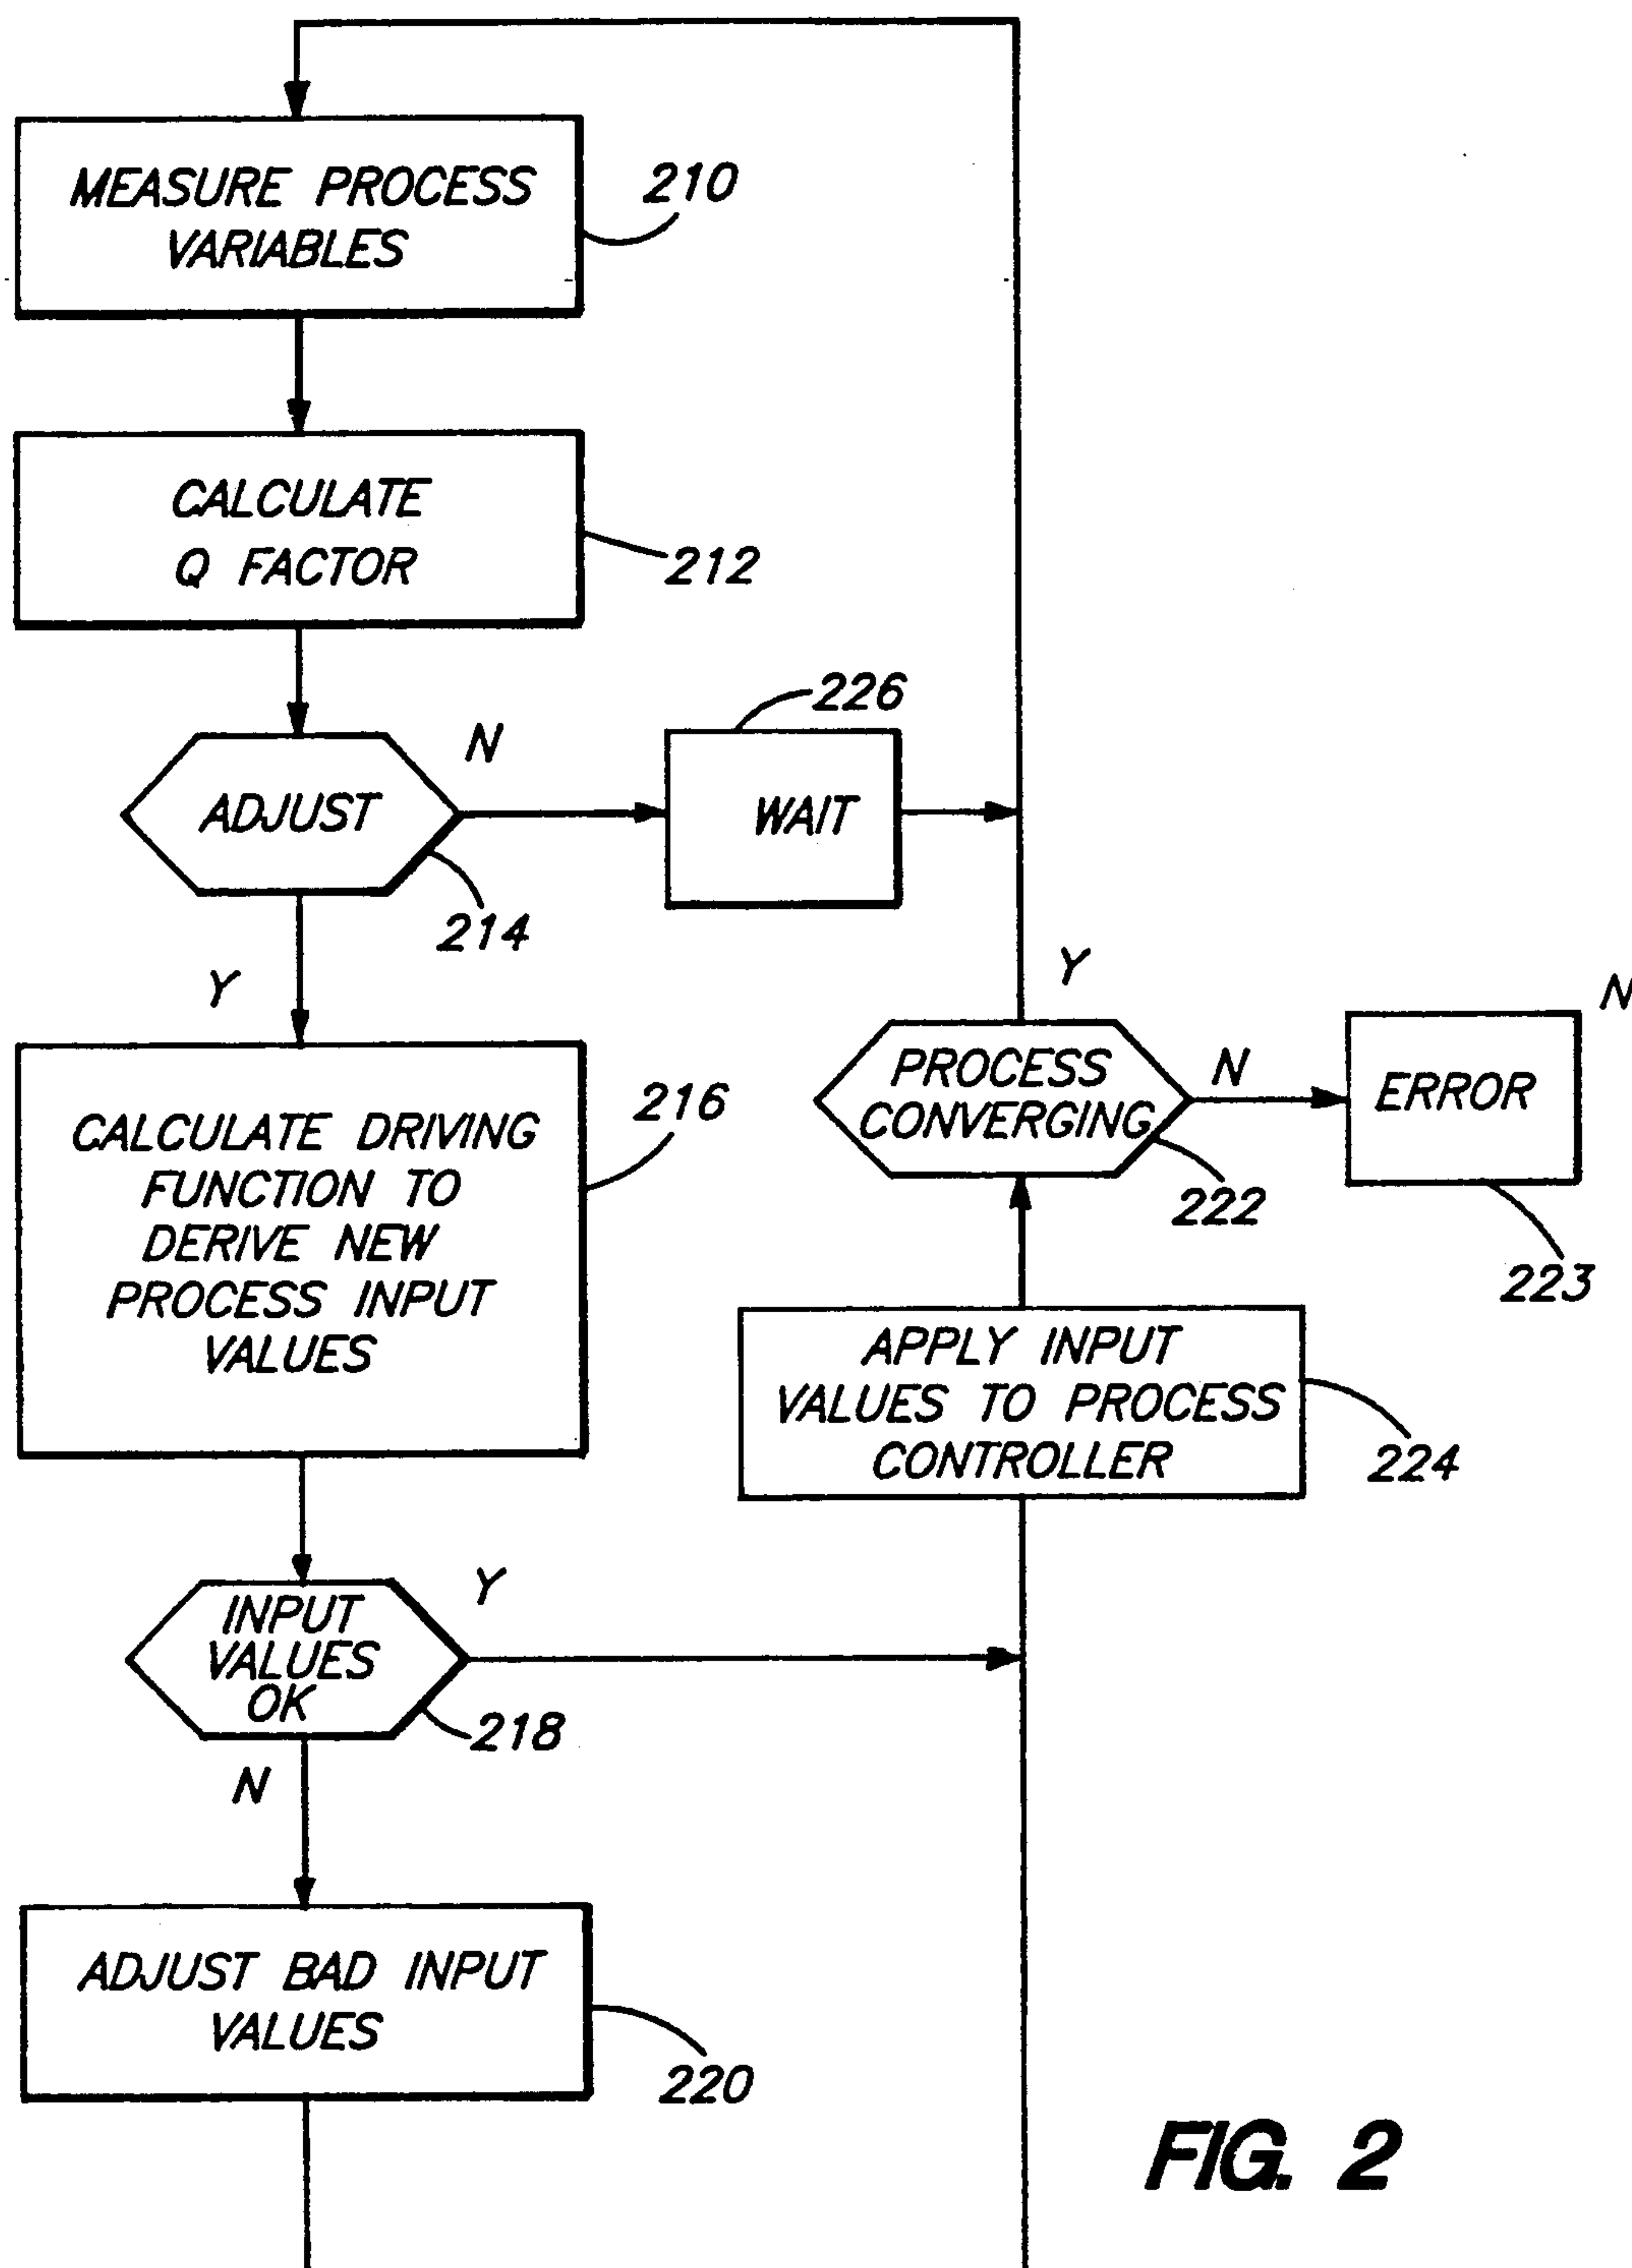 MEASURE PROCESS
VARIABLES
210
CALCULATE
Q FACTOR
212
226
N
ADJUST
WAIT
214
Y
Y
N
PROCESS
CONVERGING
N
ERROR
222
223
CALCULATE DRIVING
FUNCTION TO
DERIVE NEW
PROCESS INPUT
VALUES
216
APPLY INPUT
VALUES TO PROCESS
CONTROLLER
224
INPUT
VALUES
OK
Y
218
N
ADJUST BAD INPUT
VALUES
220
FIG. 2